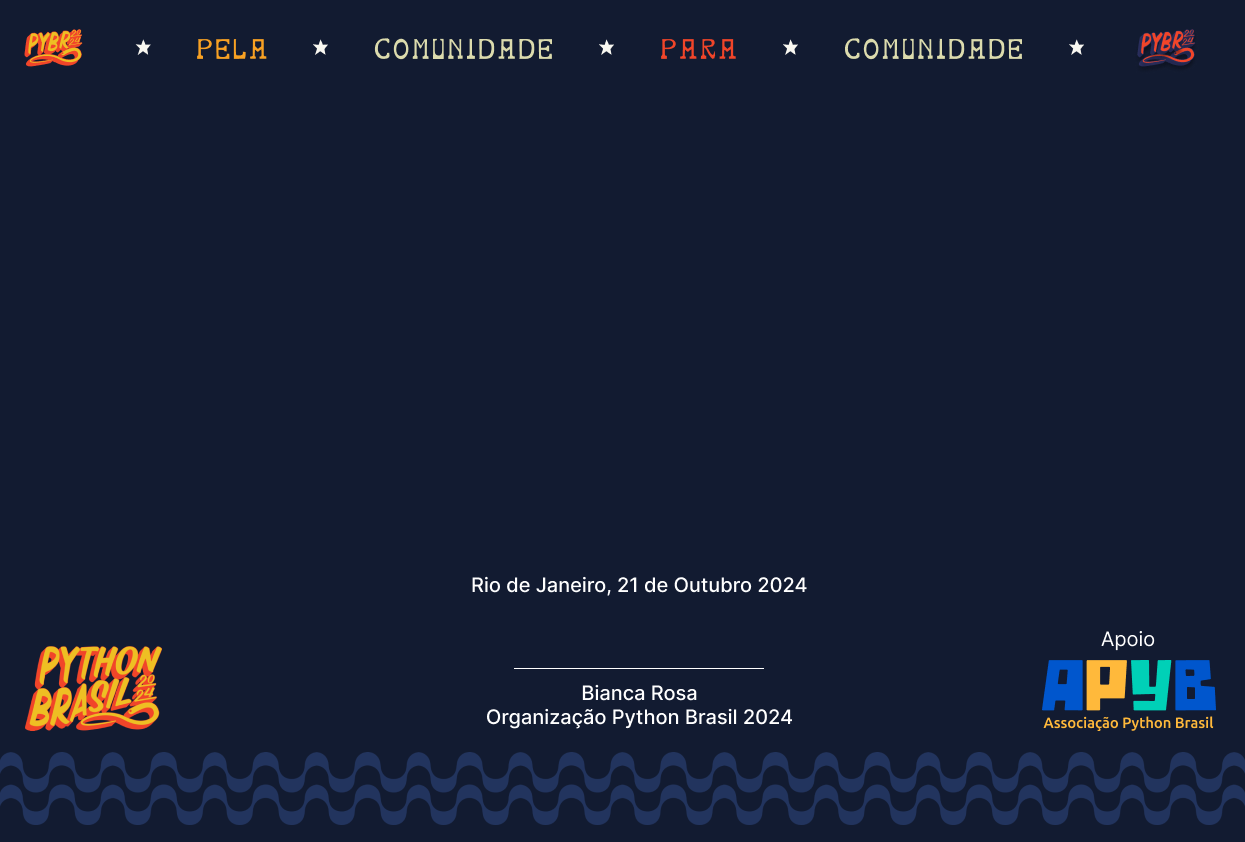 PYBR 2024 ★ PELA ★ COMUNIDADE ★ PARA ★ COMUNIDADE ★ PYBR 2024
Rio de Janeiro, 21 de Outubro 2024
Apoio
PYTHON
BRASIL 2024
APYB
Bianca Rosa
Organização Python Brasil 2024
Associação Python Brasil